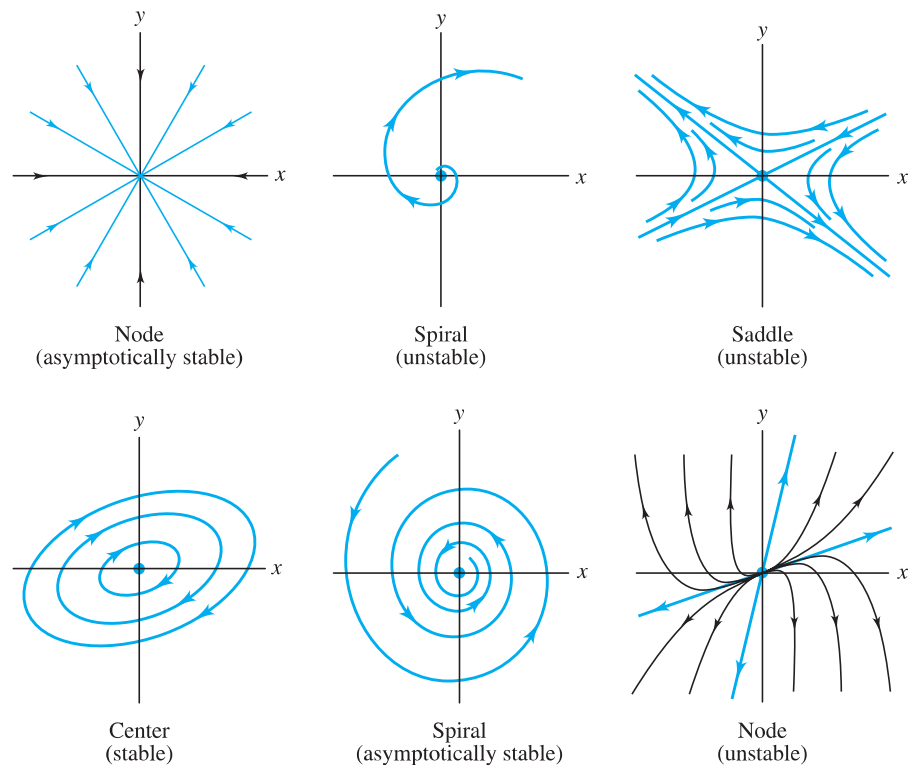 y
x
Node
(asymptotically stable)
y
x
Spiral
(unstable)
y
x
Saddle
(unstable)
y
x
Center
(stable)
y
x
Spiral
(asymptotically stable)
y
x
Node
(unstable)